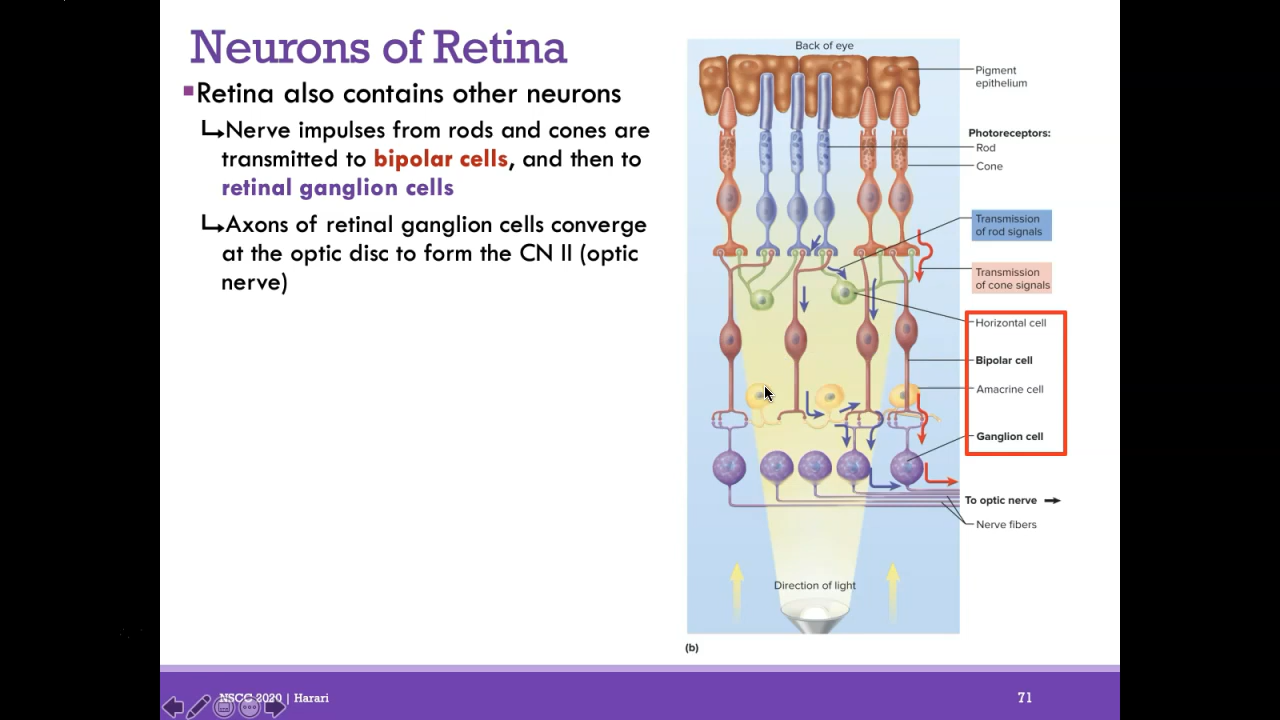 Neurons of Retina
▪Retina also contains other neurons
↳Nerve impulses from rods and cones are
transmitted to bipolar cells, and then to
retinal ganglion cells
↳Axons of retinal ganglion cells converge
at the optic disc to form the CN II (optic
nerve)
Back of eye
Pigment
epithelium
Photoreceptors:
Rod
Cone
Transmission
of rod signals
Transmission
of cone signals
Horizontal cell
Bipolar cell
Amacrine cell
Ganglion cell
To optic nerve
Nerve fibers
Direction of light
(b)
NSCC 2020 | Harari
71